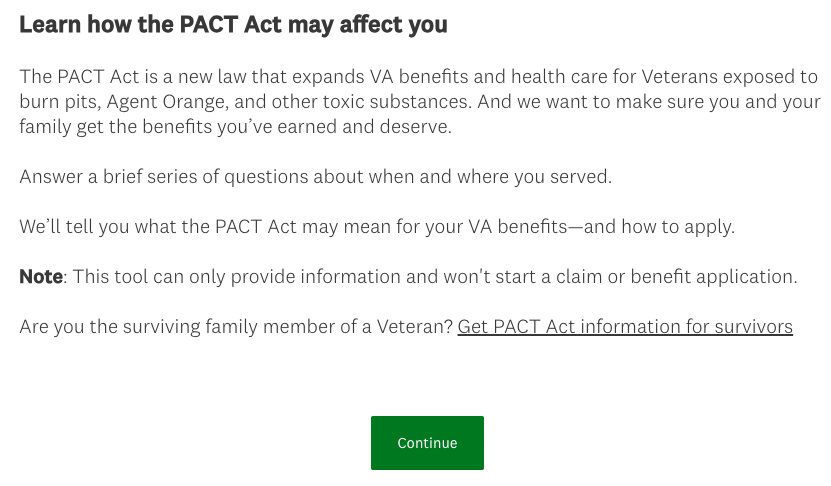 Learn how the PACT Act may affect you
The PACT Act is a new law that expands VA benefits and health care for Veterans exposed to
burn pits, Agent Orange, and other toxic substances. And we want to make sure you and your
family get the benefits you’ve earned and deserve.
Answer a brief series of questions about when and where you served.
We’ll tell you what the PACT Act may mean for your VA benefits—and how to apply.
Note: This tool can only provide information and won't start a claim or benefit application.
Are you the surviving family member of a Veteran? Get PACT Act information for survivors
Continue